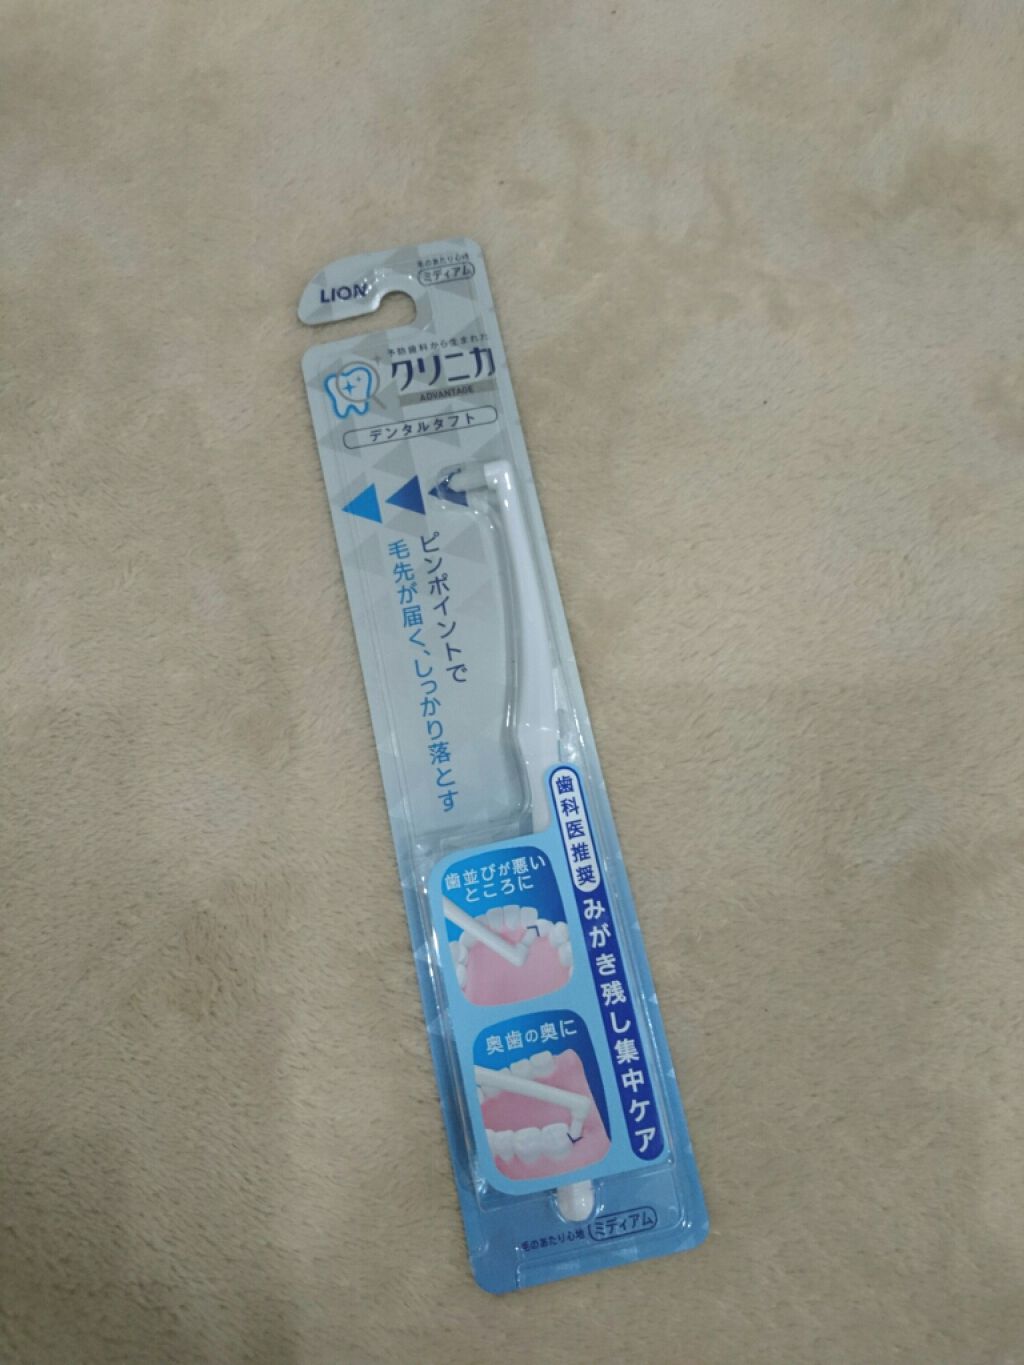 LION
毛のあたり心地
ミディアム
予防歯科から生まれた
クリニカ
ADVANTAGE
デンタルタフト
ピンポイントで
毛先が届く、しっかり落とす
歯科医推奨
みがき残し集中ケア
歯並びが悪い
ところに
奥歯の奥に
毛のあたり心地
ミディアム